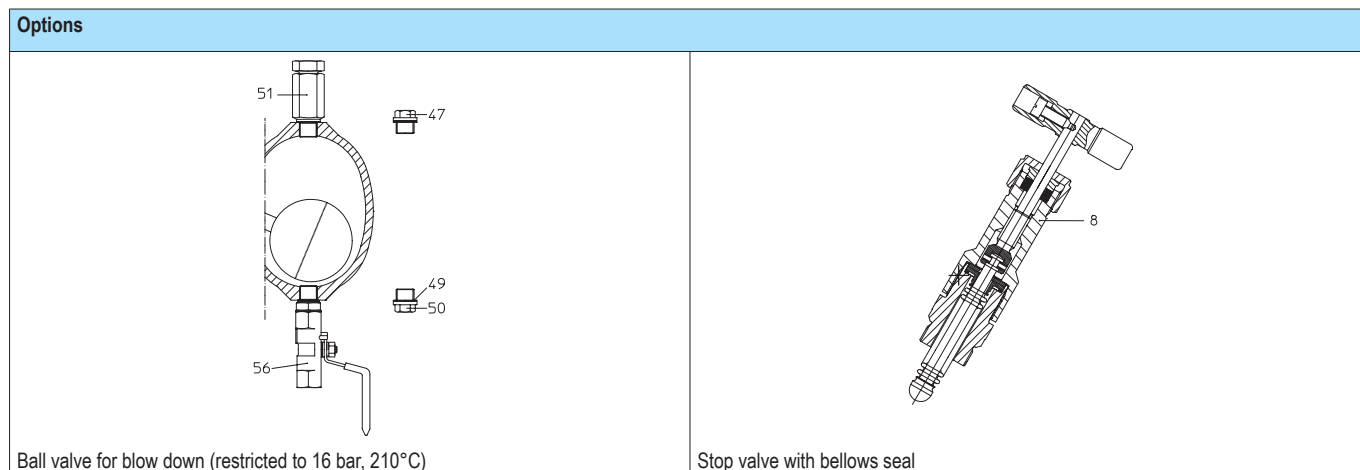 Options
51
47
49
50
56
Ball valve for blow down (restricted to 16 bar, 210°C)
8
Stop valve with bellows seal